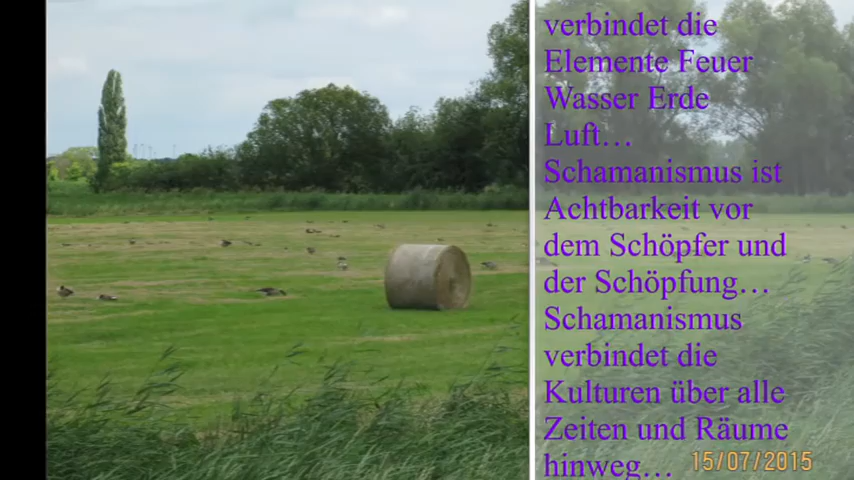 verbindet die
Elemente Feuer
Wasser Erde
Luft…
Schamanismus ist
Achtbarkeit vor
dem Schöpfer und
der Schöpfung…
Schamanismus
verbindet die
Kulturen über alle
Zeiten und Räume
hinweg…
15/07/2015